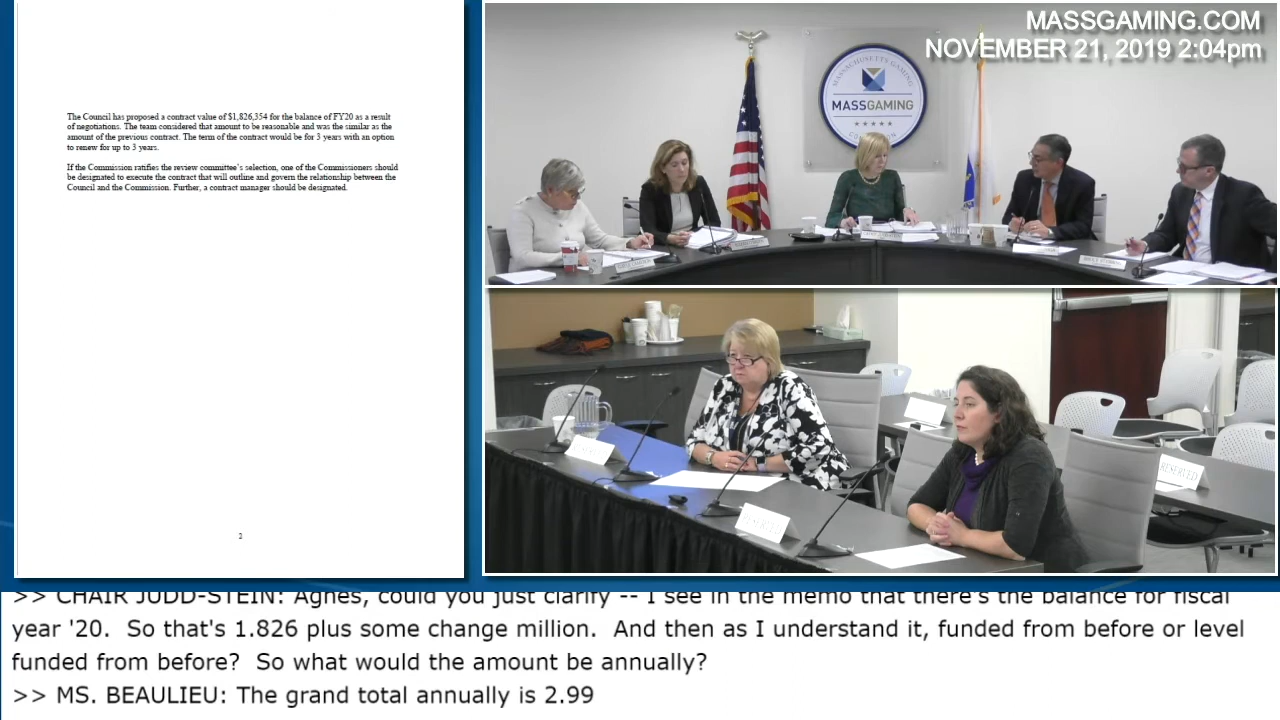 The Council has proposed a contract value of $1,826,354 for the balance of FY20 as a result
of negotiations. The team considered that amount to be reasonable and was the similar as the
amount of the previous contract. The term of the contract would be for 3 years with an option
to renew for up to 3 years.
If the Commission ratifies the review committee's selection, one of the Commissioners should
be designated to execute the contract that will outline and govern the relationship between the
Council and the Commission. Further, a contract manager should be designated.
2
MASSGAMING.COM
NOVEMBER 21, 2019 2:04pm
MASSACHUSETTS GAMING
MASSGAMING
RESERVED
RESERVED
>> CHAIR JUDD-STEIN: Agnes, could you just clarify -- I see in the memo that there's the balance for fiscal
year '20. So that's 1.826 plus some change million. And then as I understand it, funded from before or level
funded from before? So what would the amount be annually?
>> MS. BEAULIEU: The grand total annually is 2.99